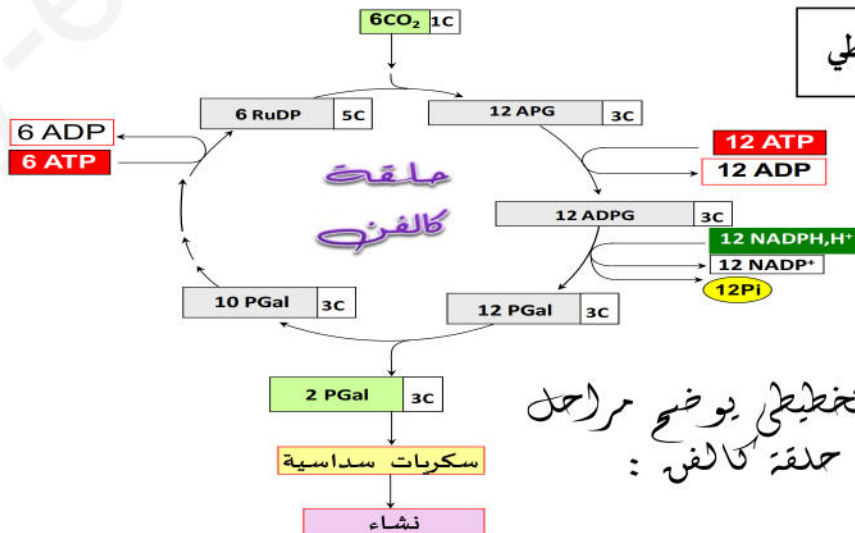 6CO₂ 1C
طي
6 RuDP 5C
12 APG 3C
6 ADP
6 ATP
12 ATP
12 ADP
حلقة
كالفن
12 ADPG 3C
12 NADPH,H⁺
12 NADP⁺
12Pi
10 PGal 3C
12 PGal 3C
2 PGal 3C
خطيطي يوضح مراحل
حلقة كالفن :
سكريات سداسية
نشاء